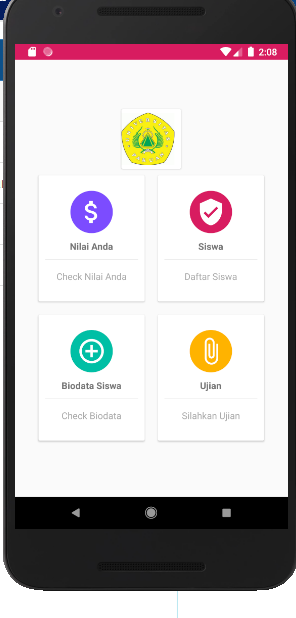 2:08
Nilai Anda
Check Nilai Anda
Siswa
Daftar Siswa
Biodata Siswa
Check Biodata
Ujian
Silahkan Ujian